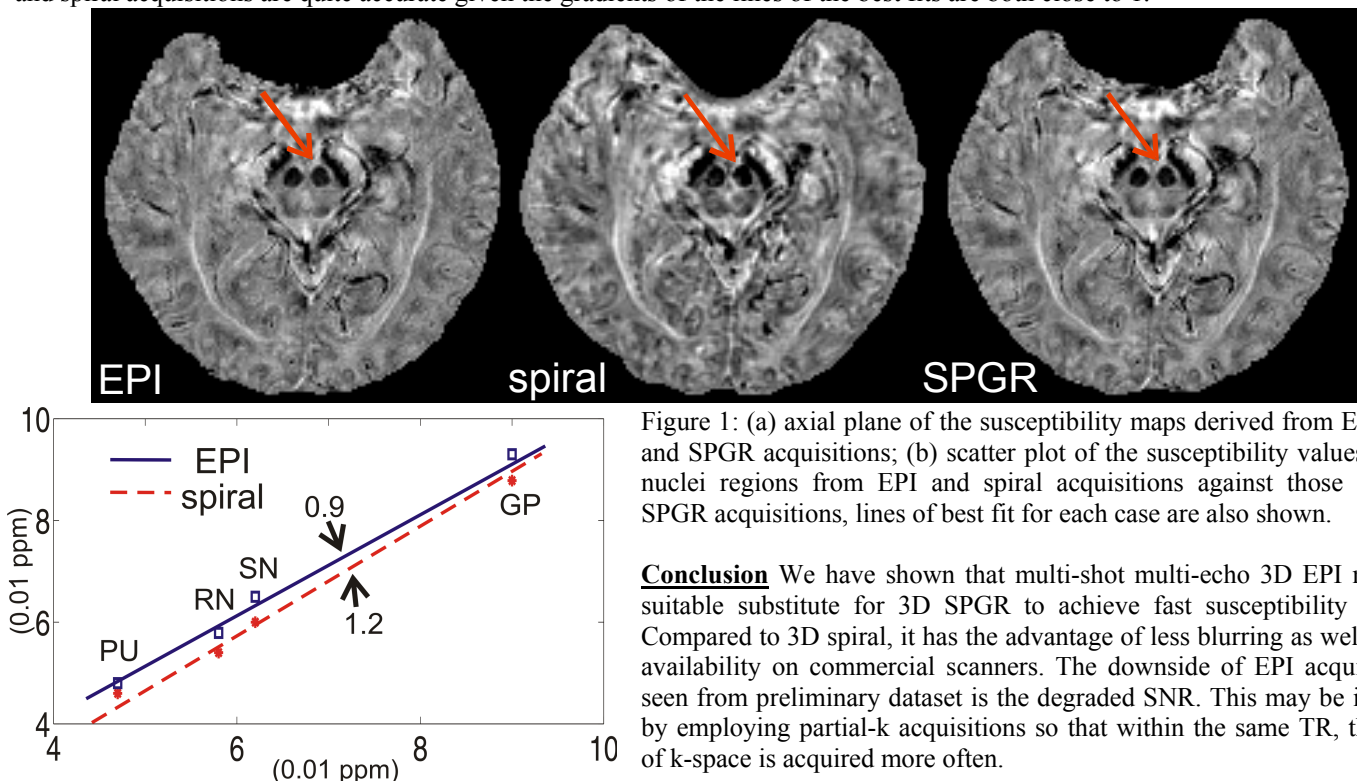 and spiral acquisitions are quite accurate given the gradients of the lines of the best fits are both close to 1.
EPI
spiral
SPGR
10
8
6
4
(0.01 ppm)
EPI
spiral
0.9
1.2
PU
RN
SN
GP
4
6
8
10
(0.01 ppm)
Figure 1: (a) axial plane of the susceptibility maps derived from E
and SPGR acquisitions; (b) scatter plot of the susceptibility values
nuclei regions from EPI and spiral acquisitions against those
SPGR acquisitions, lines of best fit for each case are also shown.
Conclusion We have shown that multi-shot multi-echo 3D EPI
suitable substitute for 3D SPGR to achieve fast susceptibility
Compared to 3D spiral, it has the advantage of less blurring as well
availability on commercial scanners. The downside of EPI acqui
seen from preliminary dataset is the degraded SNR. This may be i
by employing partial-k acquisitions so that within the same TR, th
of k-space is acquired more often.